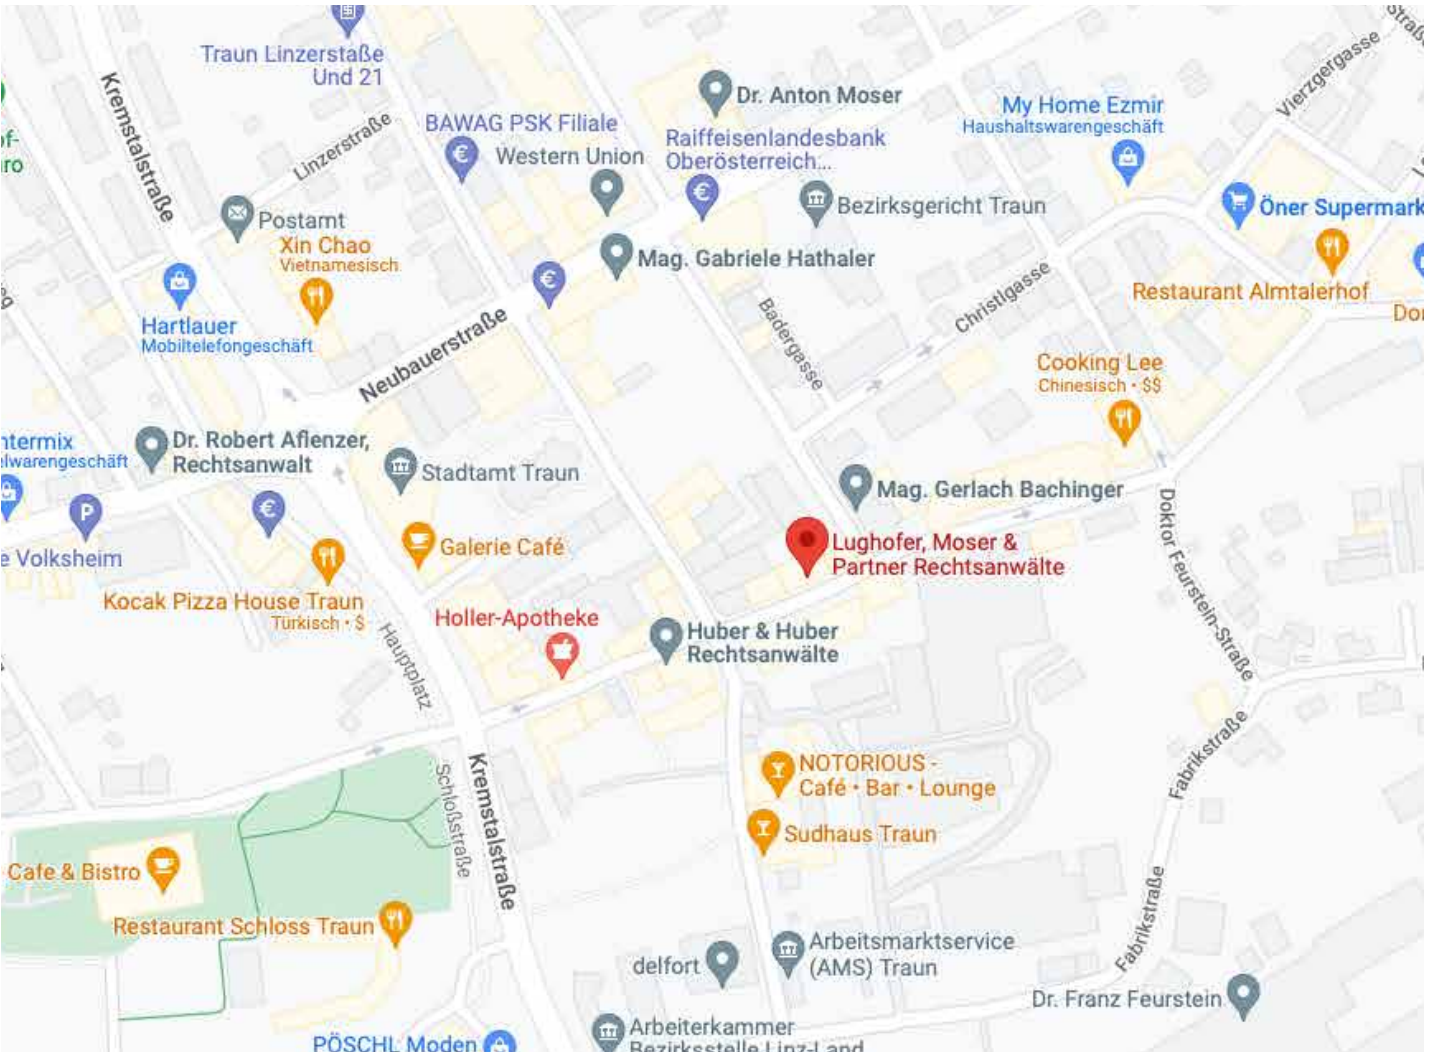 Traun Linzerstaße
Und 21
Kremstalstraße
Linzerstraße
BAWAG PSK Filiale
Western Union
Dr. Anton Moser
Raiffeisenlandesbank
Oberösterreich...
My Home Ezmir
Haushaltswarengeschäft
Vierzgergasse
Postamt
Xin Chao
Vietnamesisch
Bezirksgericht Traun
Öner Supermark
Mag. Gabriele Hathaler
Hartlauer
Mobiltelefongeschäft
Neubauerstraße
Badergasse
Christlgasse
Restaurant Almtalerhof
Cooking Lee
Chinesisch • $$
ntermix
elwarengeschäft
Dr. Robert Aflenzer,
Rechtsanwalt
Stadtamt Traun
Mag. Gerlach Bachinger
P
e Volksheim
Galerie Café
Lughofer, Moser &
Partner Rechtsanwälte
Doktor Feurstein-Straße
Kocak Pizza House Traun
Türkisch • $
Hauptplatz
Holler-Apotheke
Huber & Huber
Rechtsanwälte
Schloßstraße
Kremstalstraße
NOTORIOUS -
Café • Bar • Lounge
Sudhaus Traun
Fabrikstraße
Cafe & Bistro
Restaurant Schloss Traun
Fabrikstraße
delfort
Arbeitsmarktservice
(AMS) Traun
Dr. Franz Feurstein
PÖSCHL Moden
Arbeiterkammer
Bezirksstelle Linz-Land